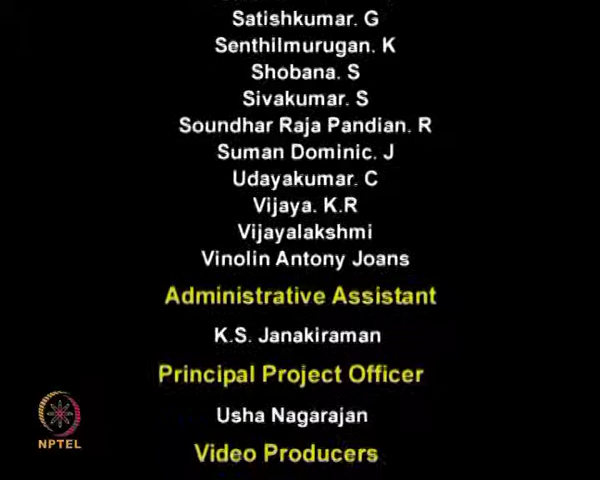 Satishkumar. G
Senthilmurugan. K
Shobana. S
Sivakumar. S
Soundhar Raja Pandian. R
Suman Dominic. J
Udayakumar. C
Vijaya. K.R
Vijayalakshmi
Vinolin Antony Joans
Administrative Assistant
K.S. Janakiraman
Principal Project Officer
Usha Nagarajan
NPTEL
Video Producers